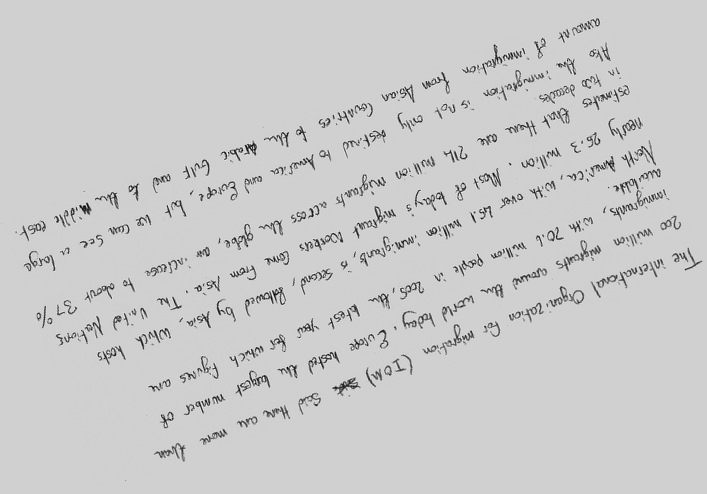 The international Organization for migration (IOM) said there are more than
200 million migrants around the world today. Europe hosted the largest number of
immigrants, with 70.6 million people in 2005, the latest year for which figures are
available.
North America, with over 45.1 million immigrants, is second, followed by Asia, which hosts
nearly 25.3 million. Most of today's migrant workers come from Asia. The United Nations
estimates that there are 214 million migrants across the globe, an increase to about 37%
in two decades.
Also the immigration is not only destined to America and Europe, but we can see a large
amount of immigration from Asian Countries to the Arabic Gulf and to the Middle east.